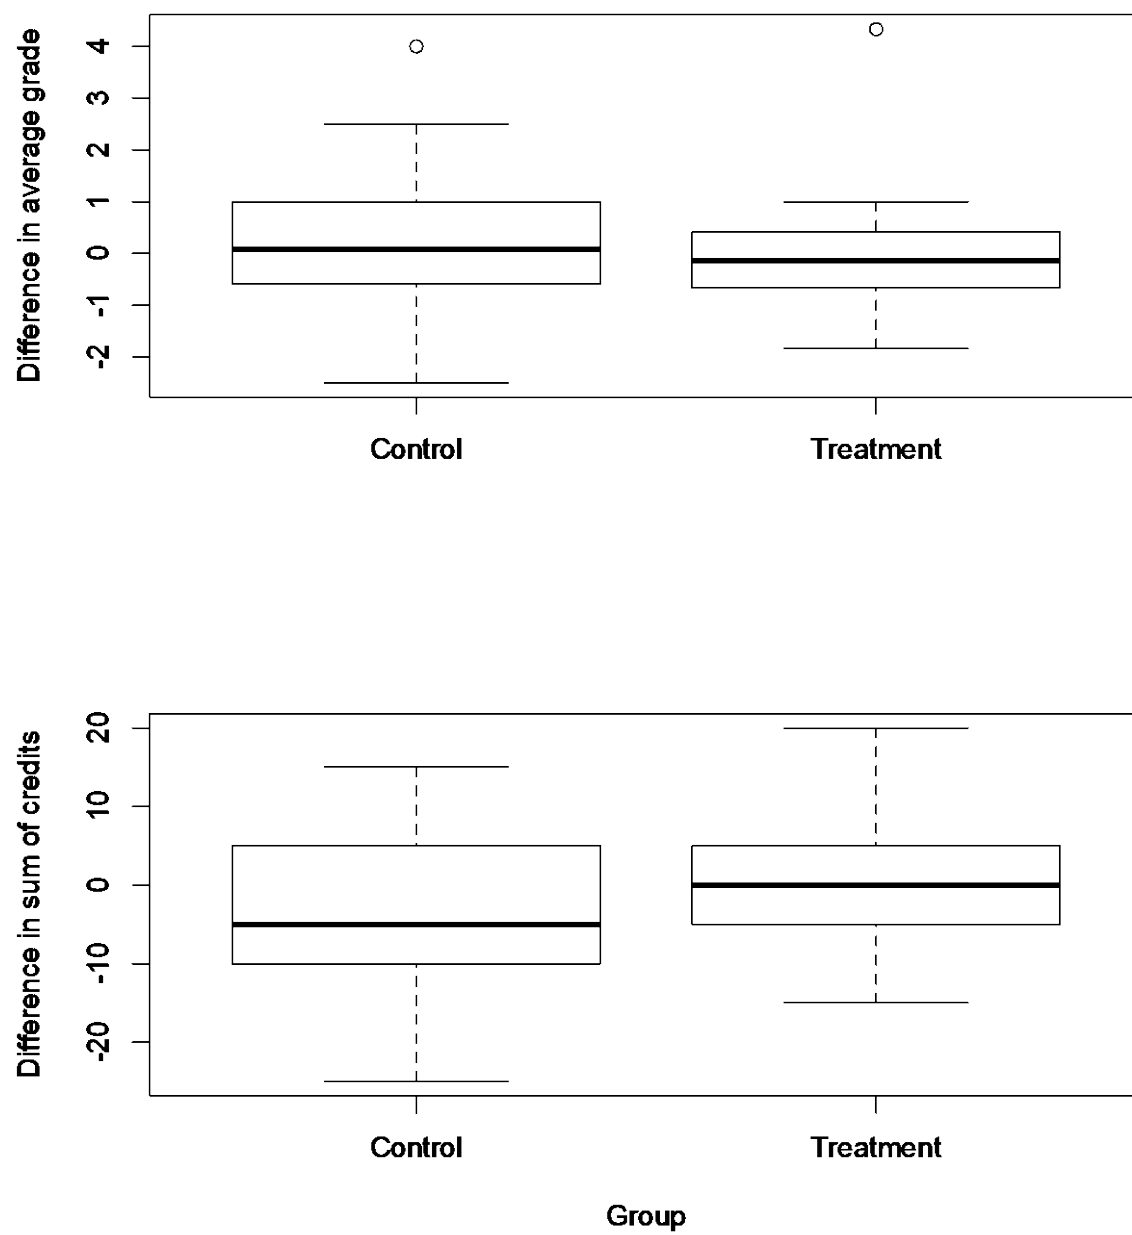 Difference in average grade
4
3
2
1
0
-1
-2
Control Treatment
Difference in sum of credits
20
10
0
-10
-20
Control Treatment
Group